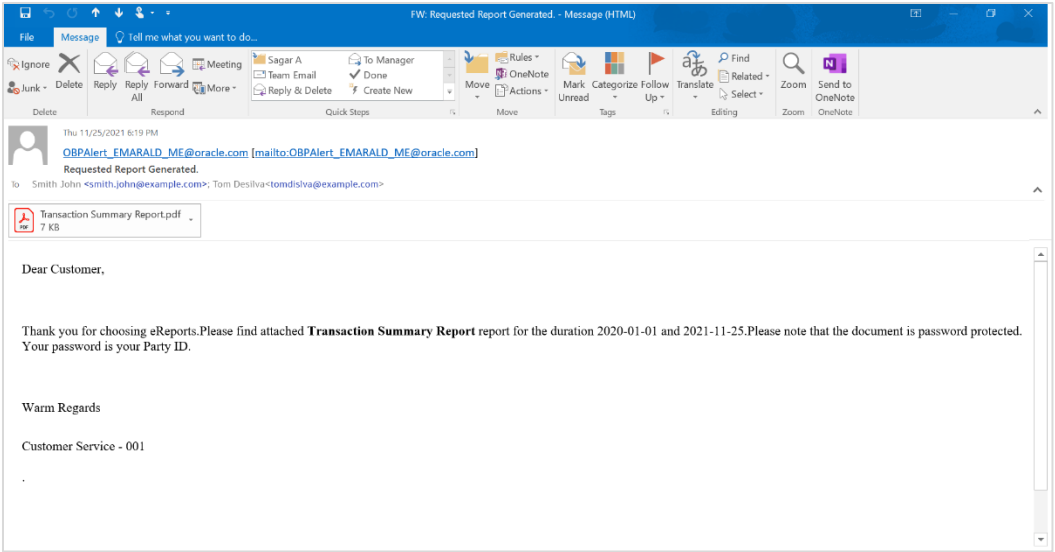 FW: Requested Report Generated. - Message (HTML)
File Message Tell me what you want to do...
Ignore
Junk
Delete
Reply
Reply All
Forward
Meeting
More
Sagar A
Team Email
Reply & Delete
To Manager
Done
Create New
Move
Rules
OneNote
Actions
Mark Unread
Categorize
Follow Up
Translate
Find
Related
Select
Zoom
Send to OneNote
Delete Respond Quick Steps Move Tags Editing Zoom OneNote
Thu 11/25/2021 6:19 PM
OBPAlert_EMARALD_ME@oracle.com [mailto:OBPAlert_EMARALD_ME@oracle.com]
Requested Report Generated.
To Smith John <smith.john@example.com>; Tom Desilva<tomdislva@example.com>
Transaction Summary Report.pdf
PDF 7 KB
Dear Customer,
Thank you for choosing eReports.Please find attached Transaction Summary Report report for the duration 2020-01-01 and 2021-11-25.Please note that the document is password protected.
Your password is your Party ID.
Warm Regards
Customer Service - 001
.